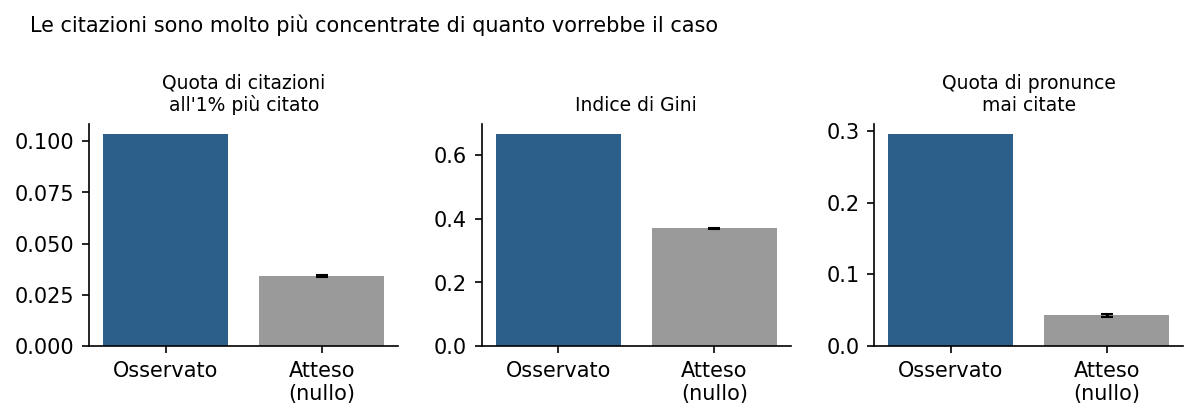 Le citazioni sono molto più concentrate di quanto vorrebbe il caso
Quota di citazioni
all'1% più citato
0.100
0.075
0.050
0.025
0.000
Osservato
Atteso
(nullo)
Indice di Gini
0.6
0.4
0.2
0.0
Osservato
Atteso
(nullo)
Quota di pronunce
mai citate
0.3
0.2
0.1
0.0
Osservato
Atteso
(nullo)